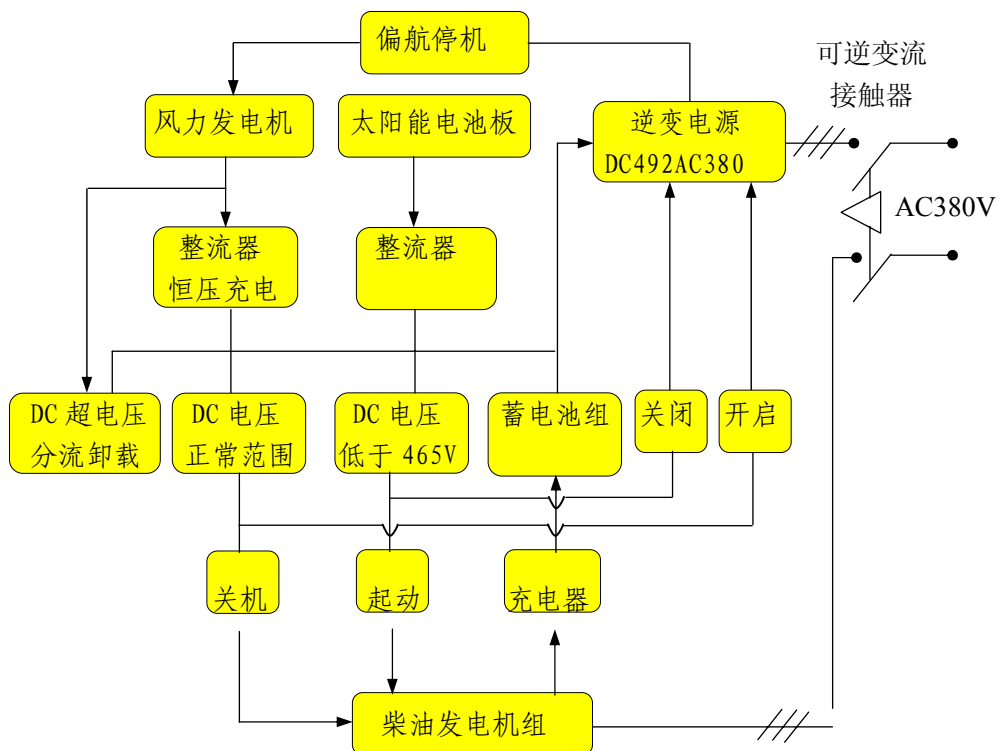 偏航停机
可逆变流
接触器
风力发电机
太阳能电池板
逆变电源
DC492AC380
AC380V
整流器
恒压充电
整流器
DC 超电压
分流卸载
DC 电压
正常范围
DC 电压
低于 465V
蓄电池组
关闭
开启
关机
起动
充电器
柴油发电机组